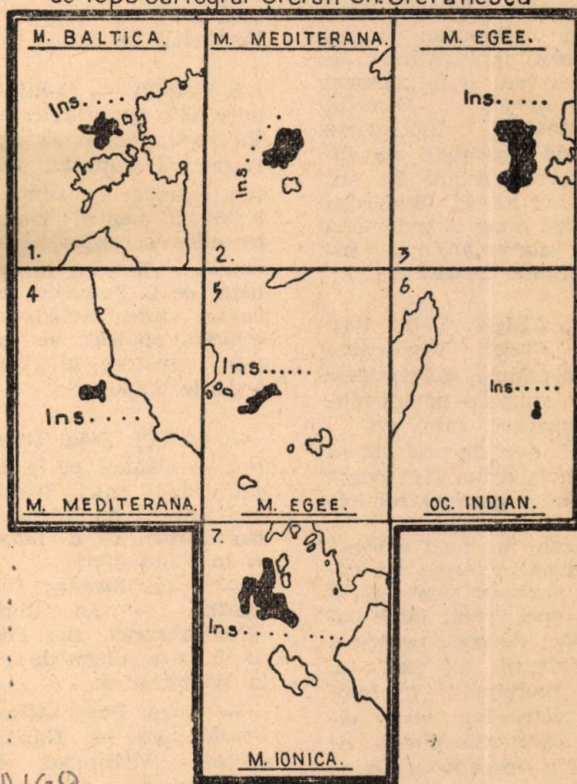 M. BALTICA.
M. MEDITERANA.
M. EGEE.
Ins.....
Ins......
Ins......
1.
2.
3
4
5
6.
Ins.......
Ins......
Ins.....
M. MEDITERANA.
M. EGEE.
OC. INDIAN.
7.
Ins..........
M. IONICA.